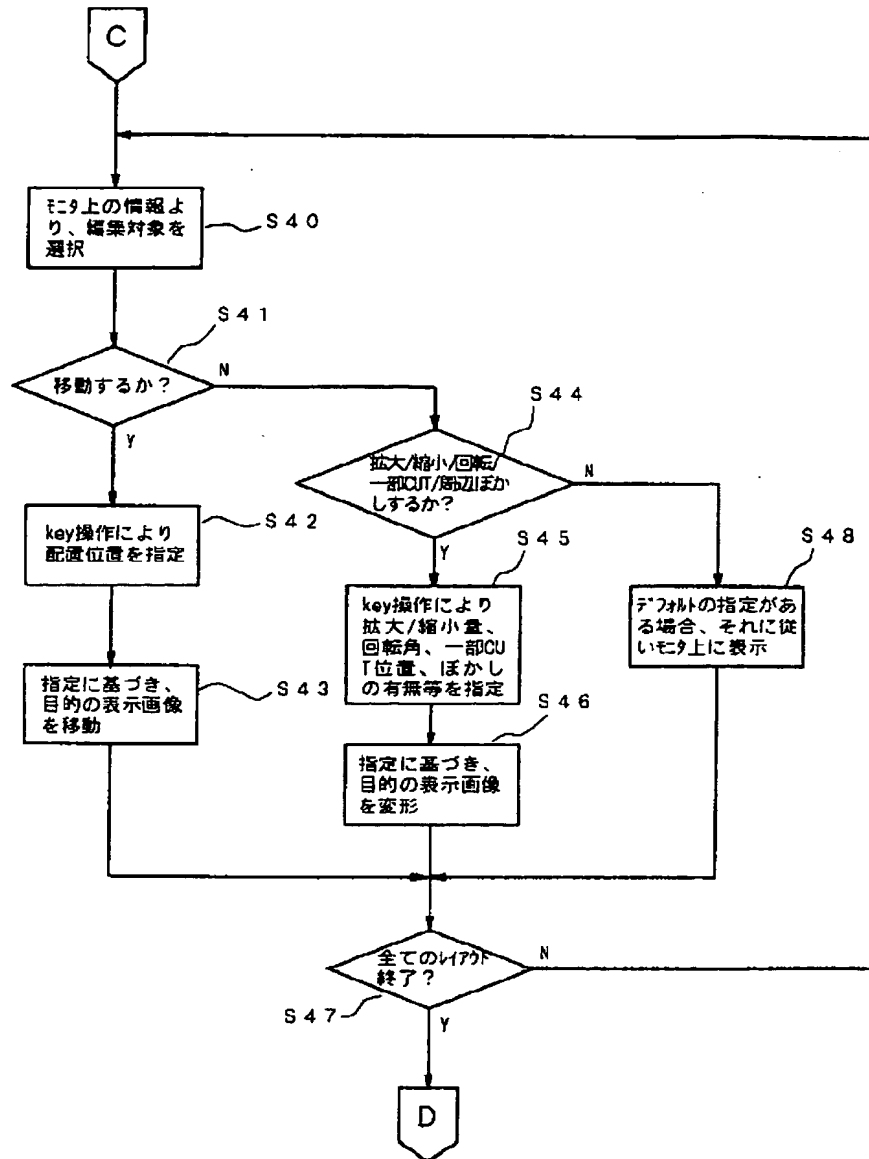 C
モニタ上の情報よ
り、編集対象を
選択
S40
S41
移動するか?
N
Y
S44
拡大/縮小/回転/
一部CUT/周辺ぼか
しするか?
N
Y
key操作により
配置位置を指定
S42
S45
key操作により
拡大/縮小量、
回転角、一部CU
T位置、ぼかし
の有無等を指定
S48
デフォルトの指定があ
る場合、それに従
いモニタ上に表示
指定に基づき、
目的の表示画像
を移動
S43
S46
指定に基づき、
目的の表示画像
を変形
全てのレイアウト
終了?
N
S47
Y
D